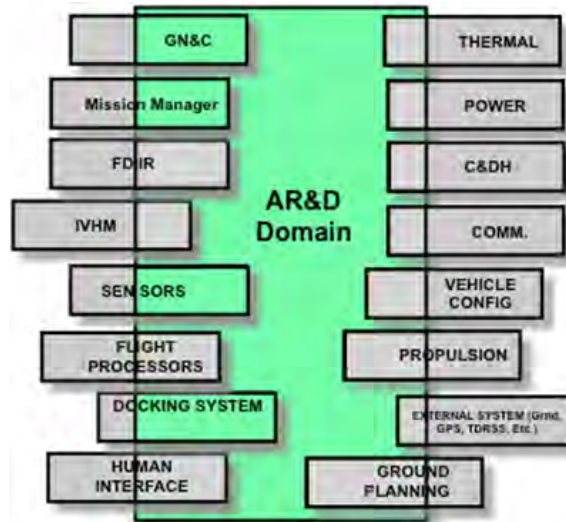 GN&C
Mission Manager
FDIR
IVHM
SENSORS
FLIGHT
PROCESSORS
DOCKING SYSTEM
HUMAN
INTERFACE
AR&D
Domain
THERMAL
POWER
C&DH
COMM.
VEHICLE
CONFIG
PROPULSION
EXTERNAL SYSTEM (Grnd,
GPS, TDRSS, Etc.)
GROUND
PLANNING